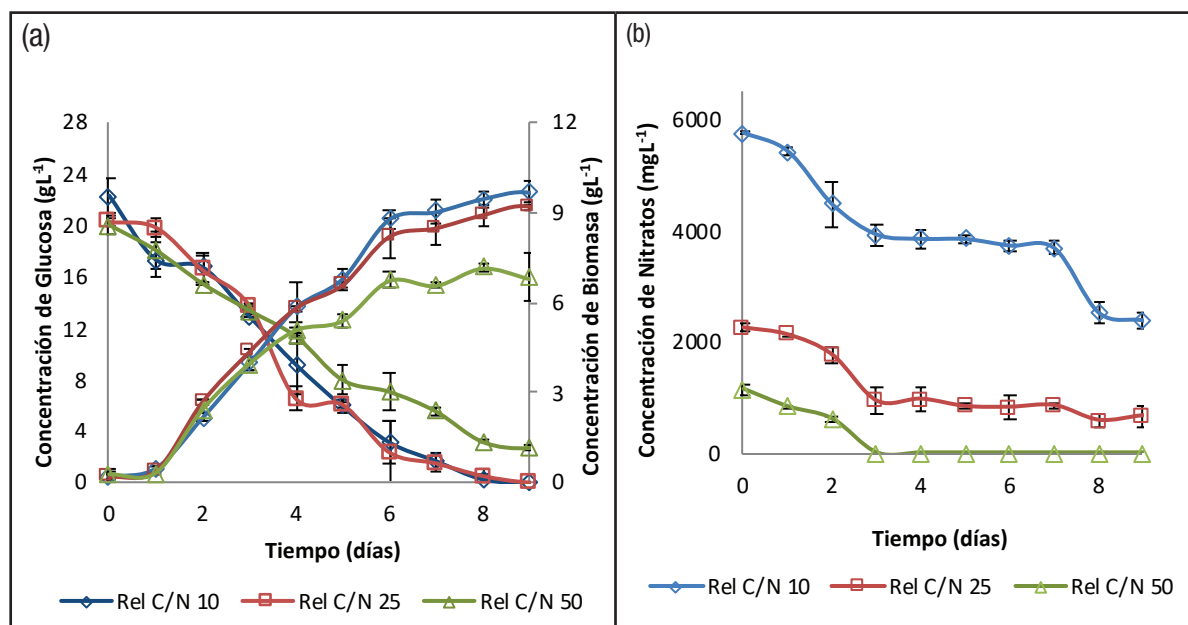 (a)
Concentración de Glucosa (gL-1)
28
24
20
16
12
8
4
0
12
9
6
3
0
Concentración de Biomasa (gL-1)
0 2 4 6 8
Tiempo (días)
Rel C/N 10 Rel C/N 25 Rel C/N 50
(b)
Concentración de Nitratos (mgL-1)
6000
4000
2000
0
0 2 4 6 8
Tiempo (días)
Rel C/N 10 Rel C/N 25 Rel C/N 50